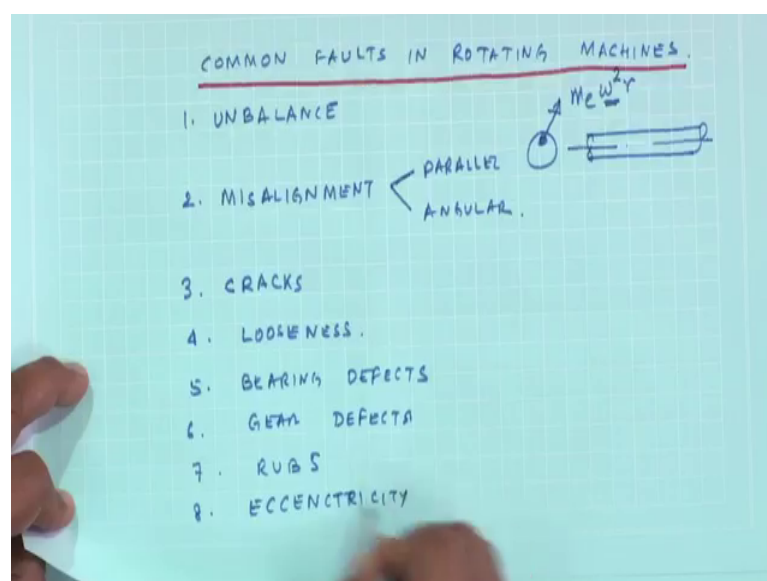 COMMON FAULTS IN ROTATING MACHINES.
1. UNBALANCE
meω²r
2. MISALIGNMENT
PARALLEL
ANGULAR.
3. CRACKS
4. LOOSENESS.
5. BEARING DEFECTS
6. GEAR DEFECTS
7. RUBS
8. ECCENCTRICITY